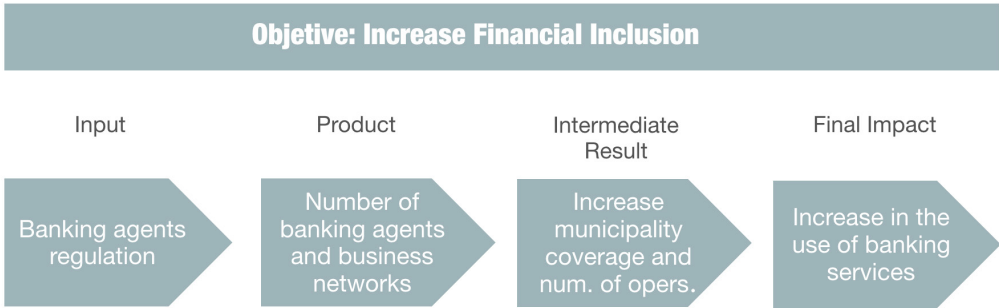 Objetive: Increase Financial Inclusion
Input
Product
Intermediate
Result
Final Impact
Banking agents
regulation
Number of
banking agents
and business
networks
Increase
municipality
coverage and
num. of opers.
Increase in the
use of banking
services